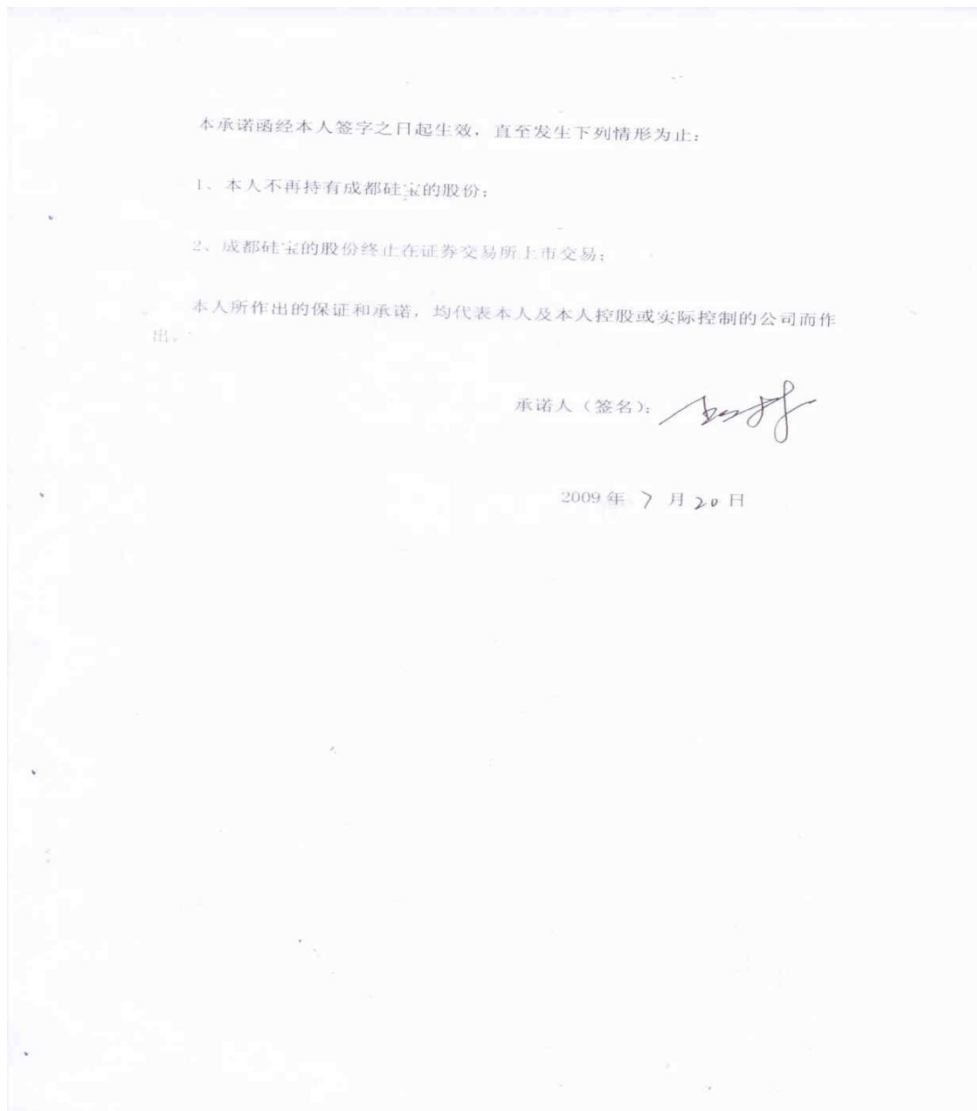 本承诺函经本人签字之日起生效，直至发生下列情形为止：
1、本人不再持有成都硅宝的股份；
2、成都硅宝的股份终止在证券交易所上市交易；
本人所作出的保证和承诺，均代表本人及本人控股或实际控制的公司而作
出。
承诺人（签名）：
2009 年 7 月 20 日